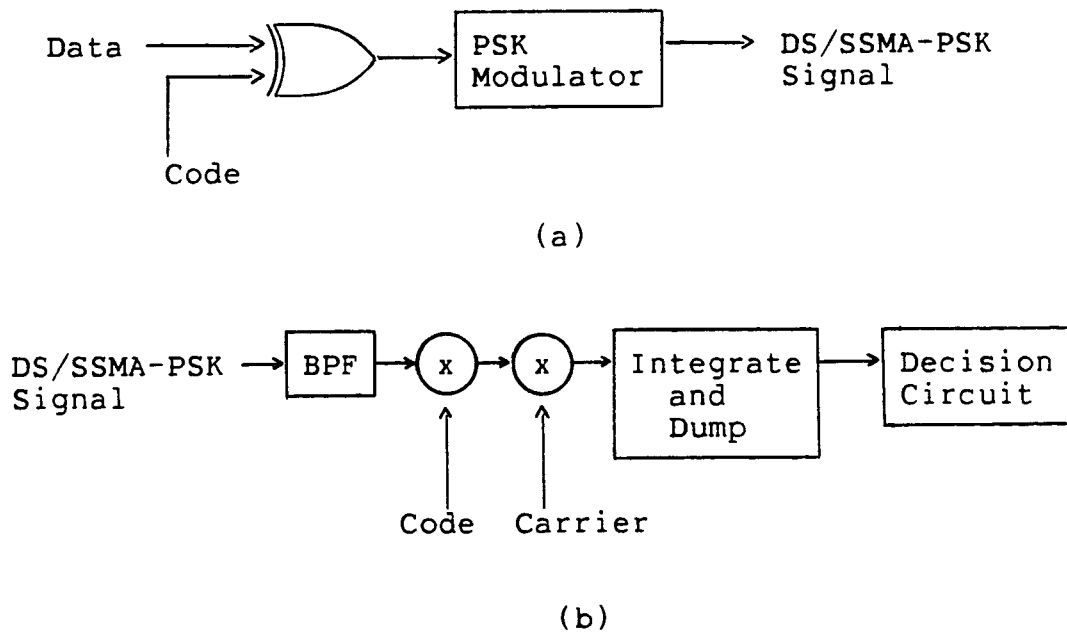 Data
PSK
Modulator
DS/SSMA-PSK
Signal
Code
(a)
DS/SSMA-PSK
Signal
BPF
x
x
Integrate
and
Dump
Decision
Circuit
Code
Carrier
(b)